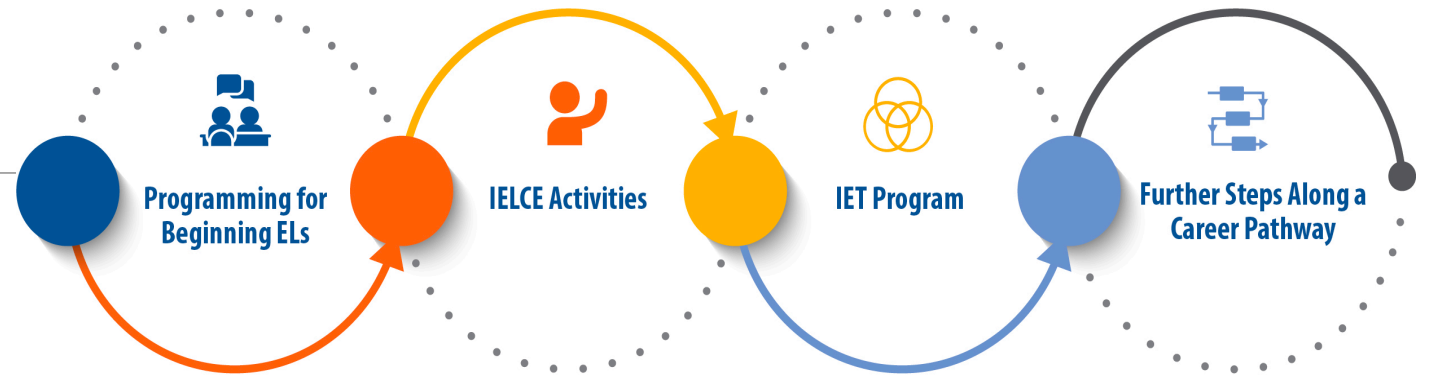 Programming for
Beginning ELs
IELCE Activities
IET Program
Further Steps Along a
Career Pathway